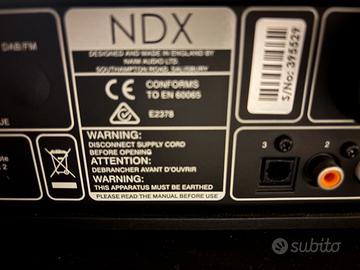 DAB/FM
NDX
DESIGNED AND MADE IN ENGLAND BY
NAIM AUDIO LTD.
SOUTHAMPTON ROAD, SALISBURY
CE
CONFORMS
TO EN 60065
E2378
S/No: 395529
WARNING:
DISCONNECT SUPPLY CORD
BEFORE OPENING
ATTENTION:
DEBRANCHER AVANT D'OUVRIR
WARNING:
THIS APPARATUS MUST BE EARTHED
PLEASE READ THE MANUAL BEFORE USE
3
2
subito